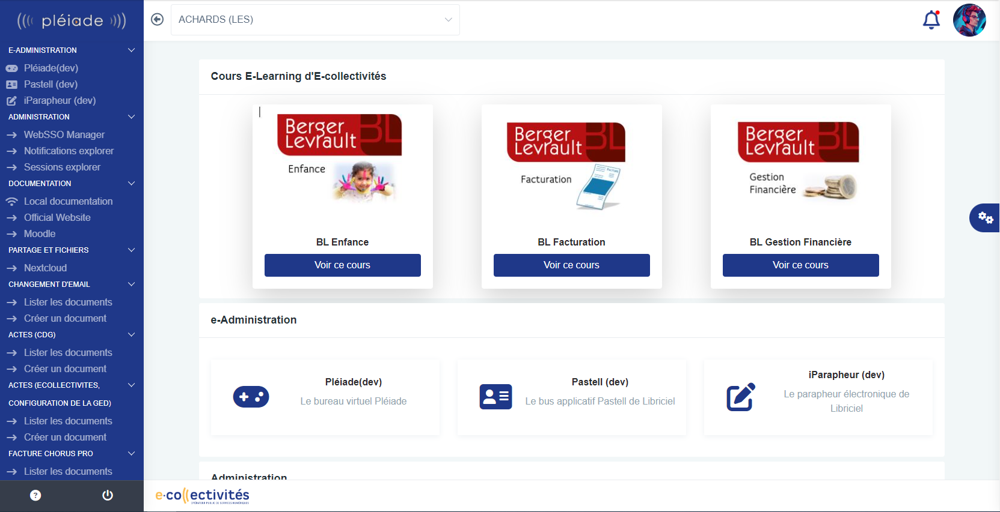 pléiade
E-ADMINISTRATION
Pléiade(dev)
Pastell (dev)
iParapheur (dev)
ADMINISTRATION
WebSSO Manager
Notifications explorer
Sessions explorer
DOCUMENTATION
Local documentation
Official Website
Moodle
PARTAGE ET FICHIERS
Nextcloud
CHANGEMENT D'EMAIL
Lister les documents
Créer un document
ACTES (CDG)
Lister les documents
Créer un document
ACTES (ECOLLECTIVITES,
CONFIGURATION DE LA GED)
Lister les documents
Créer un document
FACTURE CHORUS PRO
Lister les documents
ACHARDS (LES)
Cours E-Learning d'E-collectivités
Berger
Levrault
BL
Enfance
BL Enfance
Voir ce cours
Berger
Levrault
BL
Facturation
FACTURE
BL Facturation
Voir ce cours
Berger
Levrault
BL
Gestion
Financière
BL Gestion Financière
Voir ce cours
e-Administration
Pléiade(dev)
Le bureau virtuel Pléiade
Pastell (dev)
Le bus applicatif Pastell de Libriciel
iParapheur (dev)
Le parapheur électronique de
Libriciel
Administration
e·collectivités
OPÉRATEUR PUBLIC DE SERVICES NUMÉRIQUES